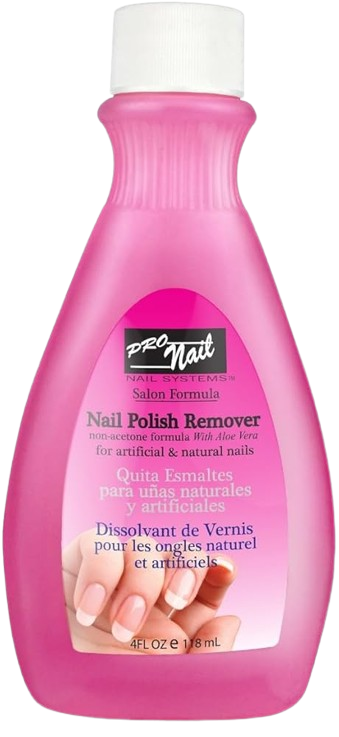 PRO Nail
NAIL SYSTEMS™
Salon Formula
Nail Polish Remover
non-acetone formula With Aloe Vera
for artificial & natural nails
Quita Esmaltes
para uñas naturales
y artificiales
Dissolvant de Vernis
pour les ongles naturel
et artificiels
4FL OZ e 118 mL